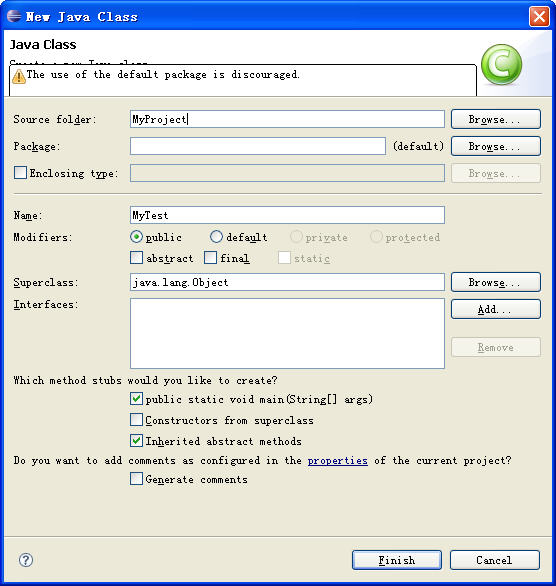 New Java Class
Java Class
Create a new Java class.
The use of the default package is discouraged.
Source folder: MyProject Browse...
Package: (default) Browse...
Enclosing type: Browse...
Name: MyTest
Modifiers: public default private protected
abstract final static
Superclass: java.lang.Object Browse...
Interfaces: Add...
Remove
Which method stubs would you like to create?
public static void main(String[] args)
Constructors from superclass
Inherited abstract methods
Do you want to add comments as configured in the properties of the current project?
Generate comments
? Finish Cancel